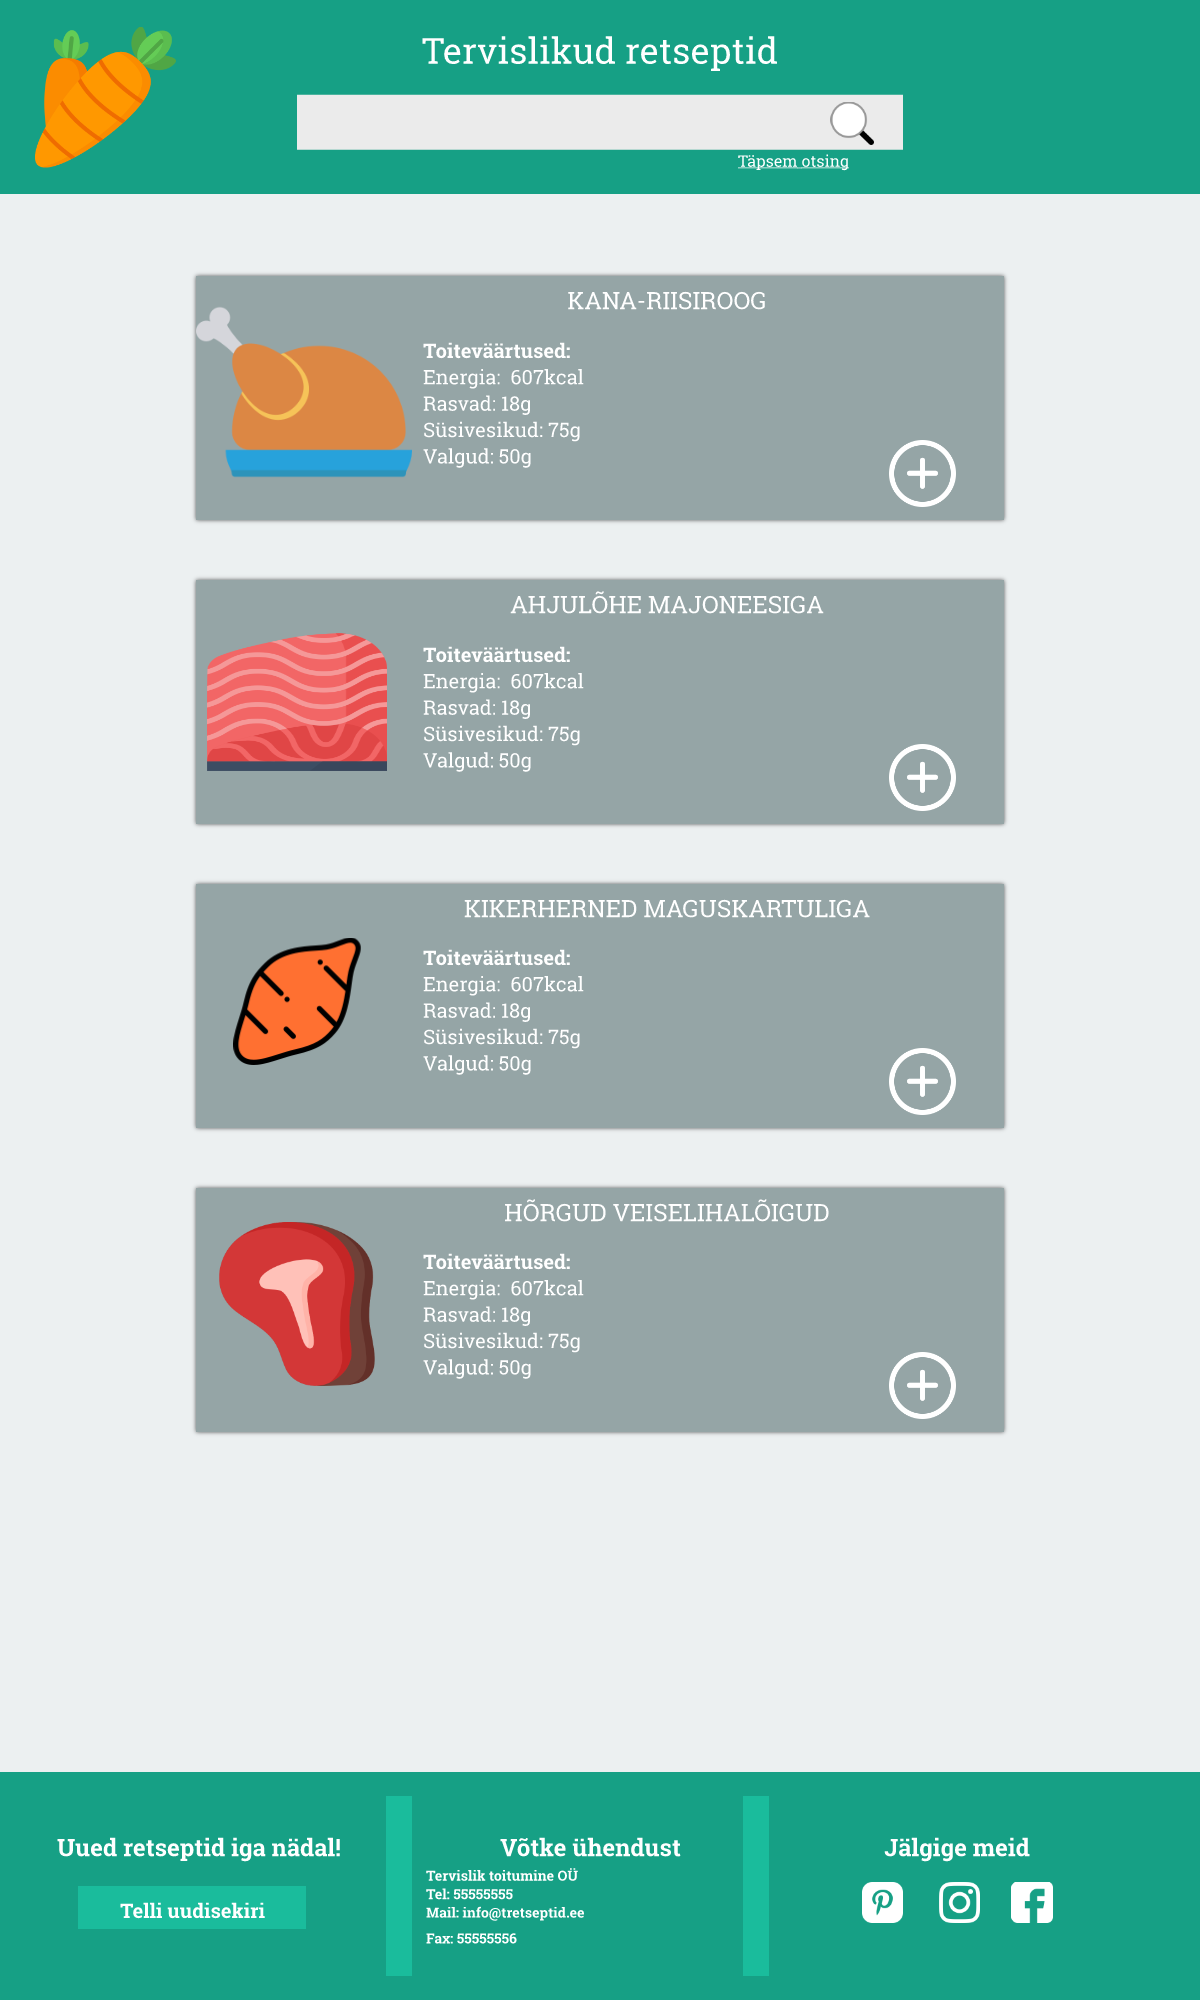 Tervislikud retseptid
Täpsem otsing
KANA-RIISIROOG
Toiteväärtused:
Energia:  607kcal
Rasvad: 18g
Süsivesikud: 75g
Valgud: 50g
AHJULÕHE MAJONEESIGA
Toiteväärtused:
Energia:  607kcal
Rasvad: 18g
Süsivesikud: 75g
Valgud: 50g
KIKERHERNED MAGUSKARTULIGA
Toiteväärtused:
Energia:  607kcal
Rasvad: 18g
Süsivesikud: 75g
Valgud: 50g
HÕRGUD VEISELIHALÕIGUD
Toiteväärtused:
Energia:  607kcal
Rasvad: 18g
Süsivesikud: 75g
Valgud: 50g
Uued retseptid iga nädal!
Telli uudisekiri
Võtke ühendust
Tervislik toitumine OÜ
Tel: 55555555
Mail: info@tretseptid.ee
Fax: 55555556
Jälgige meid